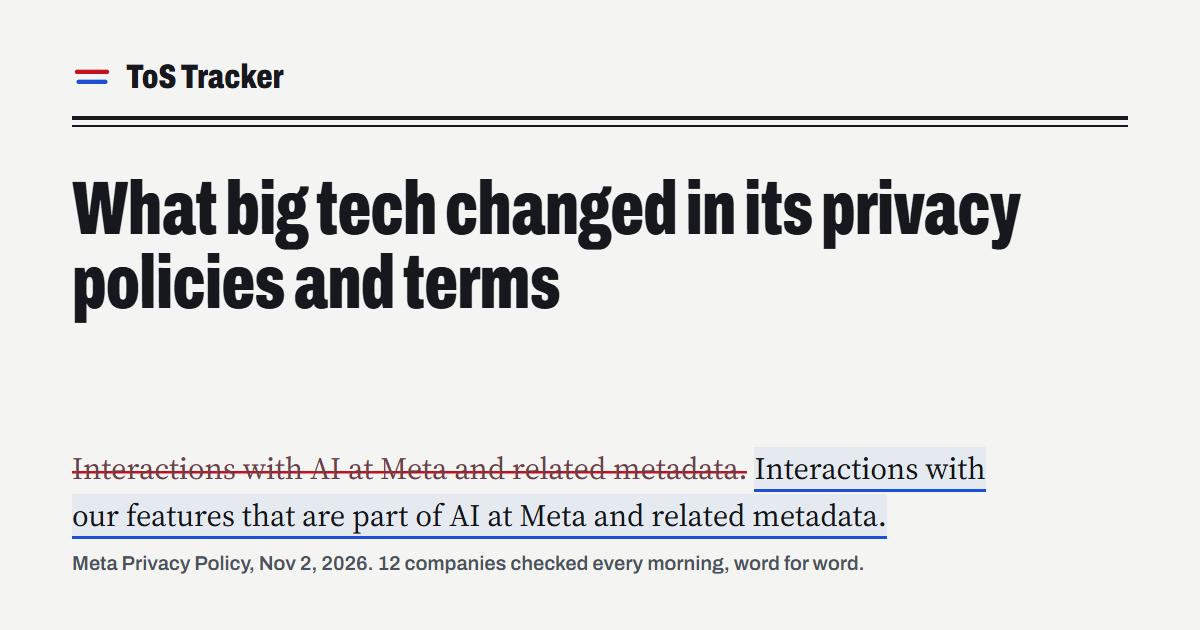 ToS Tracker
What big tech changed in its privacy
policies and terms
Interactions with AI at Meta and related metadata. Interactions with
our features that are part of AI at Meta and related metadata.
Meta Privacy Policy, Nov 2, 2026. 12 companies checked every morning, word for word.